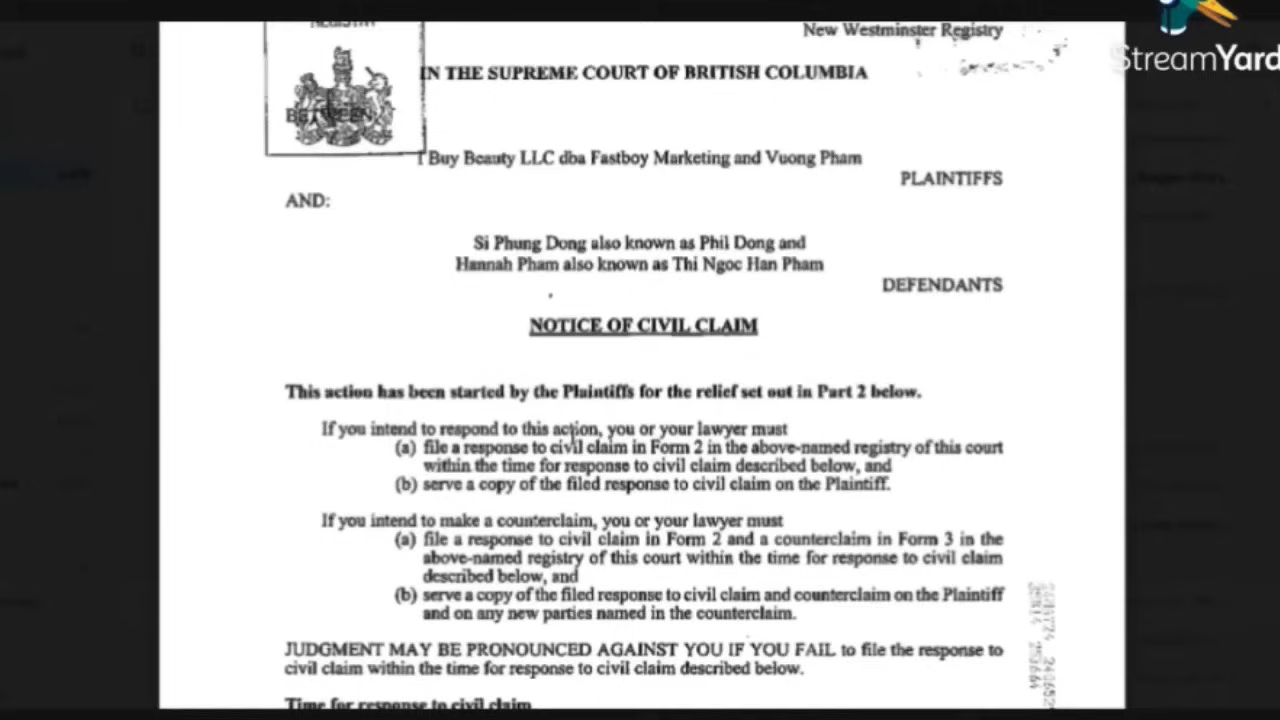 REGISTRY
New Westminster Registry
StreamYard
IN THE SUPREME COURT OF BRITISH COLUMBIA
BETWEEN
I Buy Beauty LLC dba Fastboy Marketing and Vuong Pham
PLAINTIFFS
AND:
Si Phung Dong also known as Phil Dong and
Hannah Pham also known as Thi Ngoc Han Pham
DEFENDANTS
NOTICE OF CIVIL CLAIM
This action has been started by the Plaintiffs for the relief set out in Part 2 below.
If you intend to respond to this action, you or your lawyer must
(a) file a response to civil claim in Form 2 in the above-named registry of this court
within the time for response to civil claim described below, and
(b) serve a copy of the filed response to civil claim on the Plaintiff.
If you intend to make a counterclaim, you or your lawyer must
(a) file a response to civil claim in Form 2 and a counterclaim in Form 3 in the
above-named registry of this court within the time for response to civil claim
described below, and
(b) serve a copy of the filed response to civil claim and counterclaim on the Plaintiff
and on any new parties named in the counterclaim.
JUDGMENT MAY BE PRONOUNCED AGAINST YOU IF YOU FAIL to file the response to
civil claim within the time for response to civil claim described below.
Time for response to civil claim